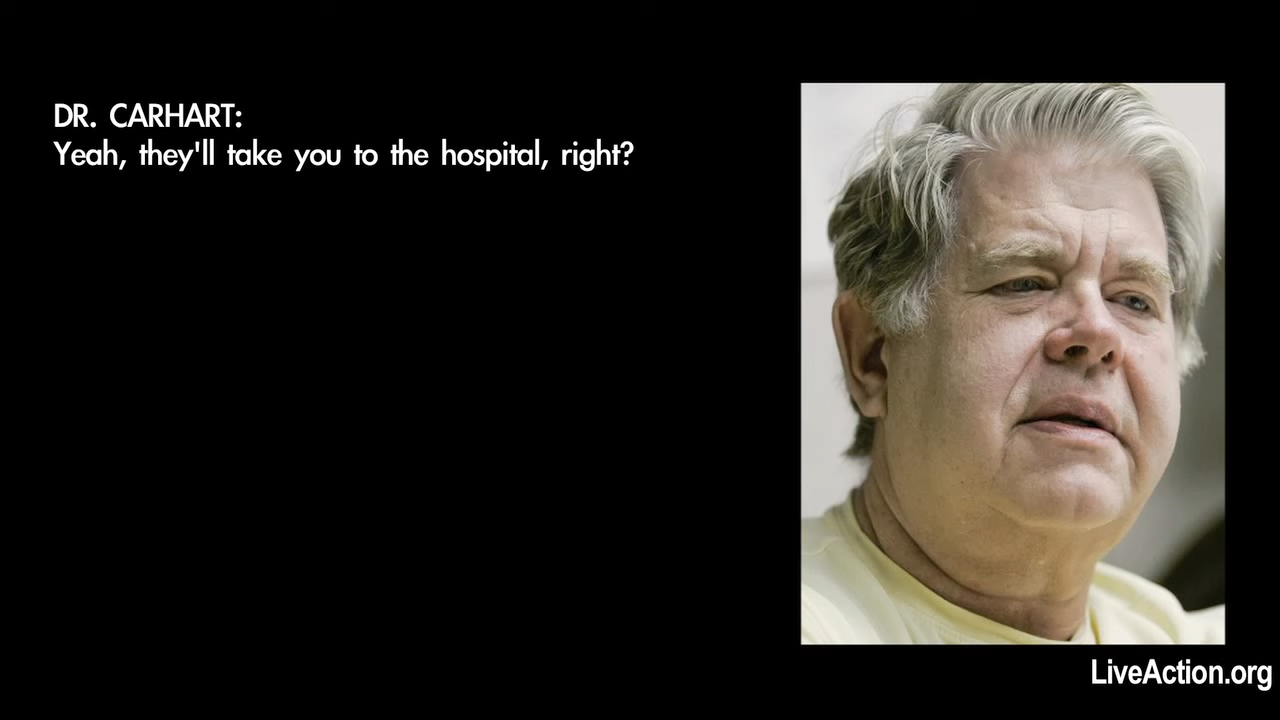 DR. CARHART:
Yeah, they'll take you to the hospital, right?
LiveAction.org